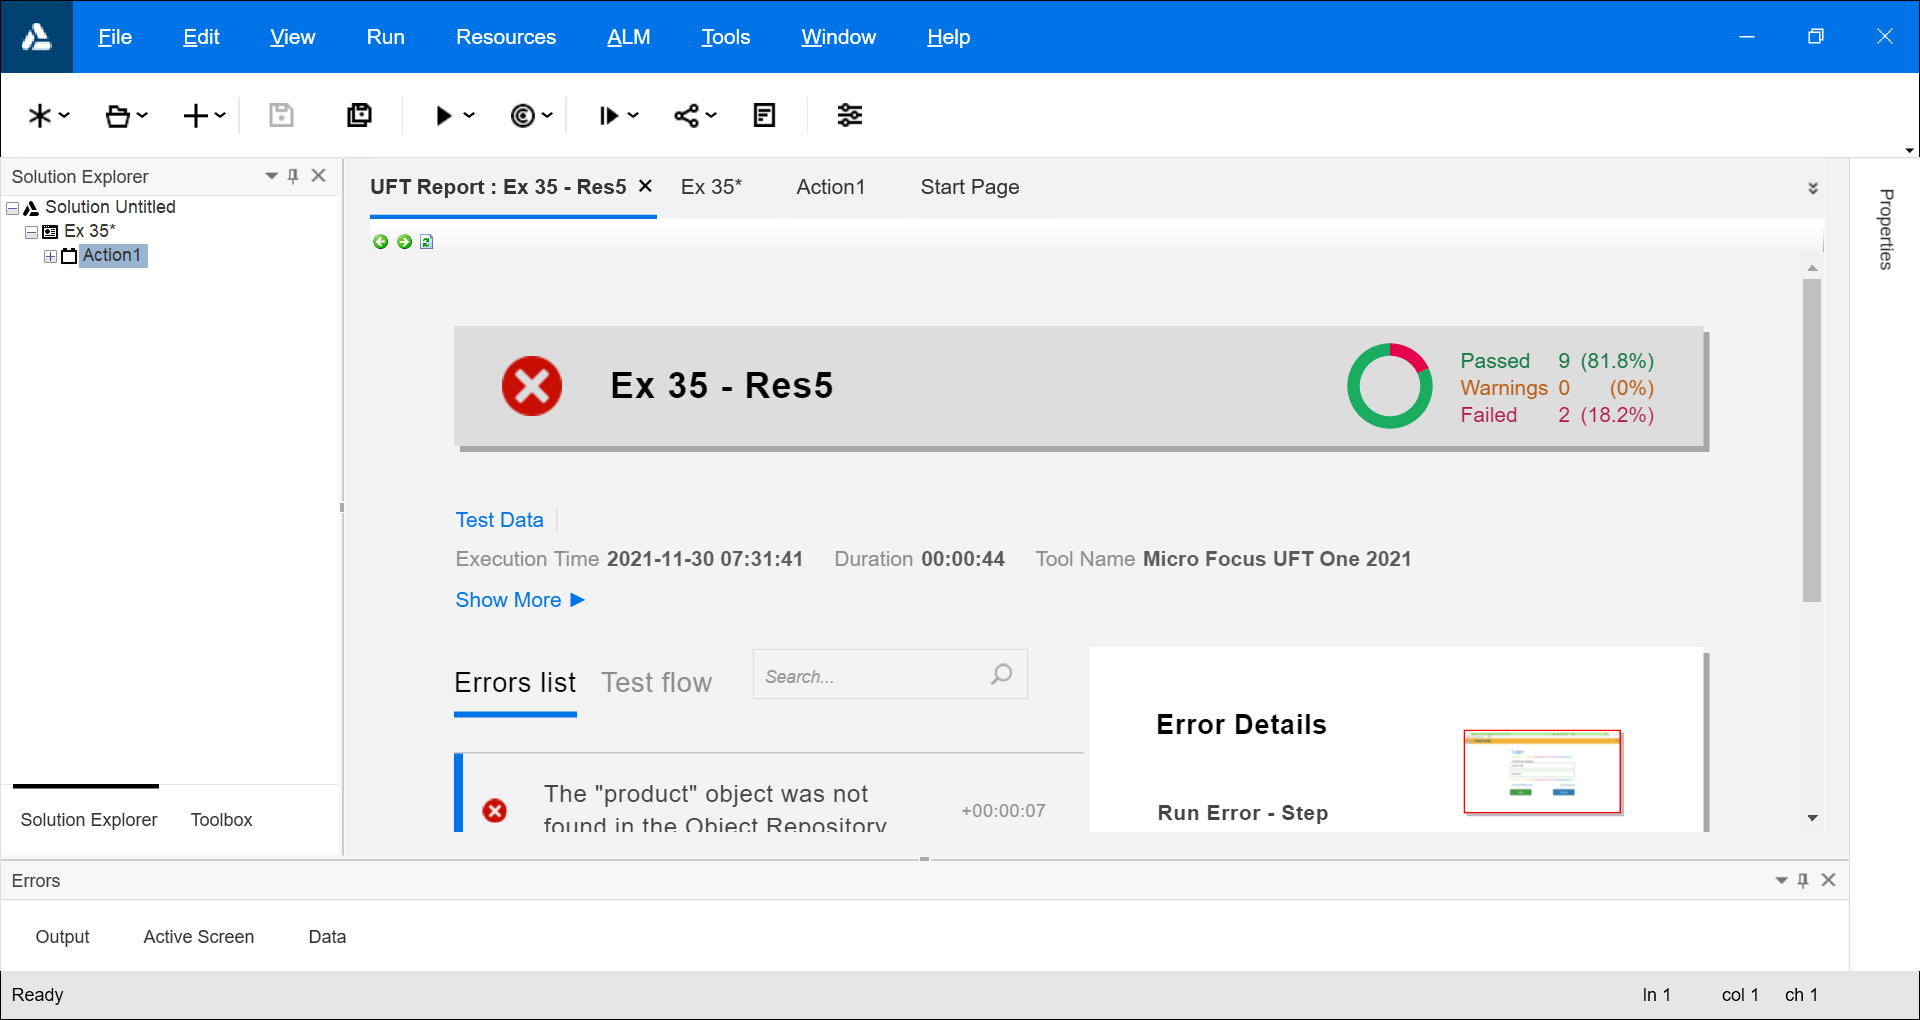 File Edit View Run Resources ALM Tools Window Help
Solution Explorer
Solution Untitled
Ex 35*
Action1
Solution Explorer Toolbox
UFT Report : Ex 35 - Res5 Ex 35* Action1 Start Page
Ex 35 - Res5
Passed 9 (81.8%)
Warnings 0 (0%)
Failed 2 (18.2%)
Test Data
Execution Time 2021-11-30 07:31:41 Duration 00:00:44 Tool Name Micro Focus UFT One 2021
Show More
Errors list Test flow Search...
The "product" object was not
found in the Object Repository
+00:00:07
Error Details
Run Error - Step
Properties
Errors
Output Active Screen Data
Ready ln 1 col 1 ch 1